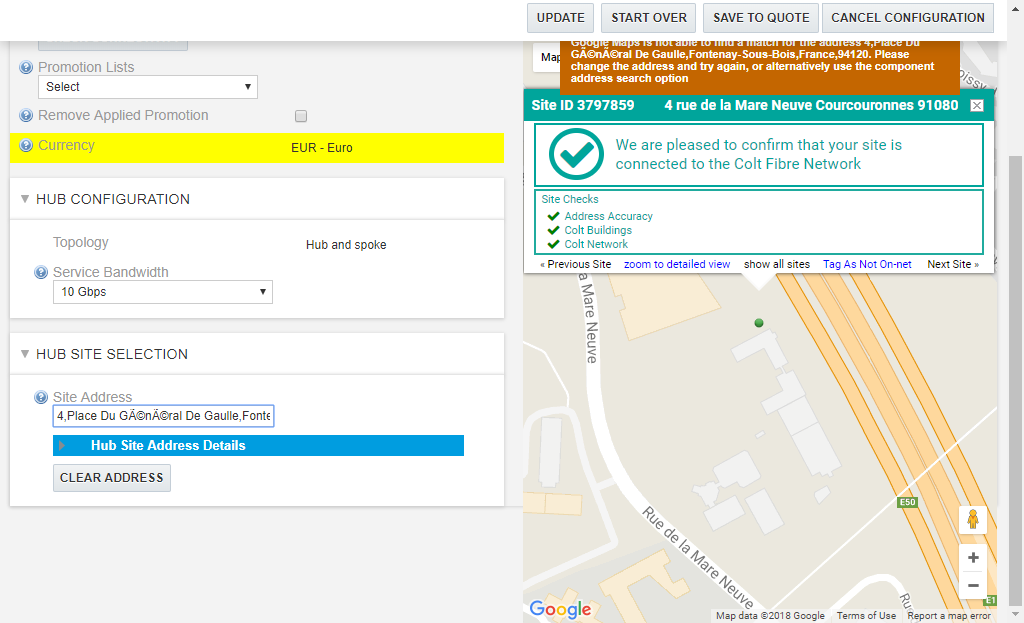 UPDATE
START OVER
SAVE TO QUOTE
CANCEL CONFIGURATION
Promotion Lists
Select
Remove Applied Promotion
Currency
EUR - Euro
HUB CONFIGURATION
Topology
Hub and spoke
Service Bandwidth
10 Gbps
HUB SITE SELECTION
Site Address
4,Place Du GÃ©nÃ©ral De Gaulle,Fonte
Hub Site Address Details
CLEAR ADDRESS
Map
Google Maps is not able to find a match for the address 4,Place Du
GÃ©nÃ©ral De Gaulle,Fontenay-Sous-Bois,France,94120. Please
change the address and try again, or alternatively use the component
address search option
Site ID 3797859
4 rue de la Mare Neuve Courcouronnes 91080
We are pleased to confirm that your site is
connected to the Colt Fibre Network
Site Checks
Address Accuracy
Colt Buildings
Colt Network
« Previous Site
zoom to detailed view
show all sites
Tag As Not On-net
Next Site »
la Mare Neuve
E50
Rue de la Mare Neuve
Ru
E1
Google
Map data ©2018 Google
Terms of Use
Report a map error